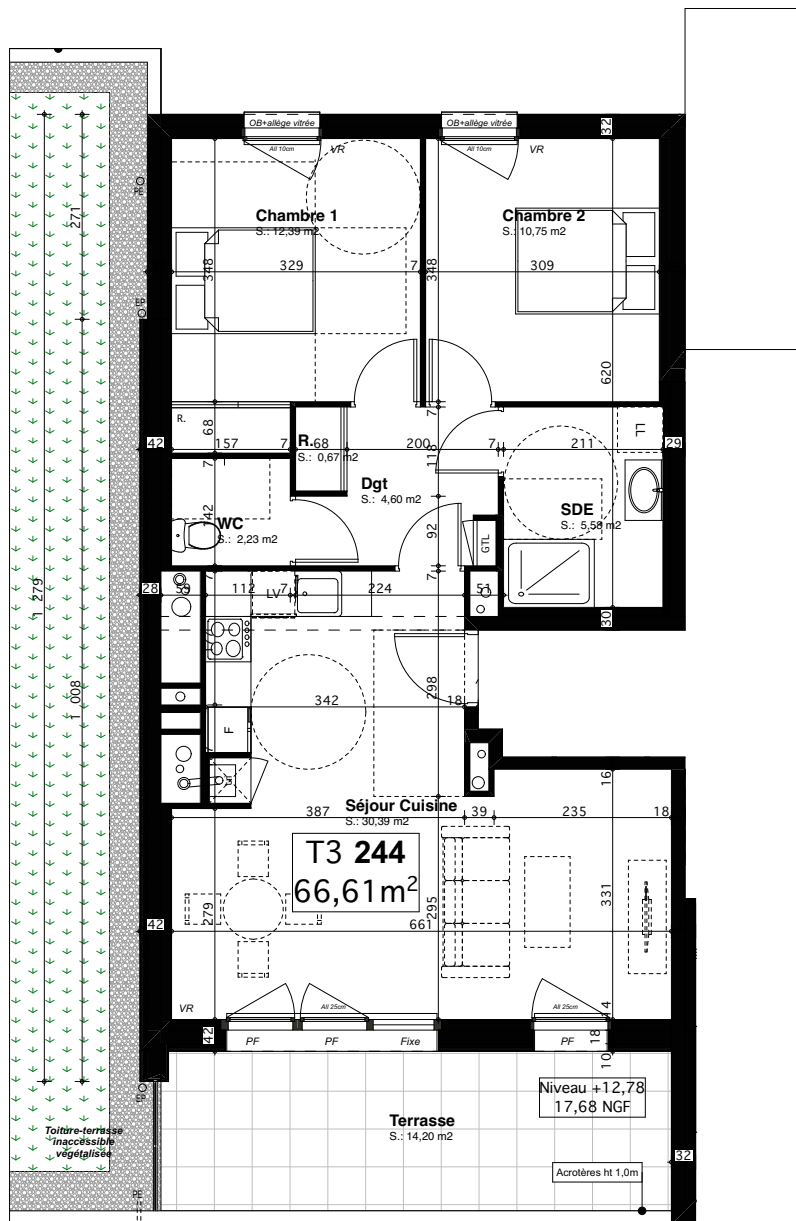 OB+allège vitrée
OB+allège vitrée
32
All 10cm
VR
All 10cm
VR
PE
271
Chambre 1
S.: 12,39 m2
Chambre 2
S.: 10,75 m2
348
329
7
348
309
EP
620
R.
68
7
LL
42
157
7
68
R.
S.: 0,67 m2
200
118
7
211
29
7
Dgt
S.: 4,60 m2
142
WC
S.: 2,23 m2
92
GTL
SDE
S.: 5,58 m2
7
28
59
112
7
LV
224
51
30
1 279
1 008
342
298
18
F
16
Séjour Cuisine
S.: 30,39 m2
387
39
235
18
T3 244
66,61m²
279
295
331
42
661
VR
All 25cm
All 25cm
14
42
PF
PF
Fixe
PF
18
10
EP
Niveau +12,78
17,68 NGF
Terrasse
S.: 14,20 m2
Toiture-terrasse
inaccessible
végétalisée
32
Acrotères ht 1,0m
PE